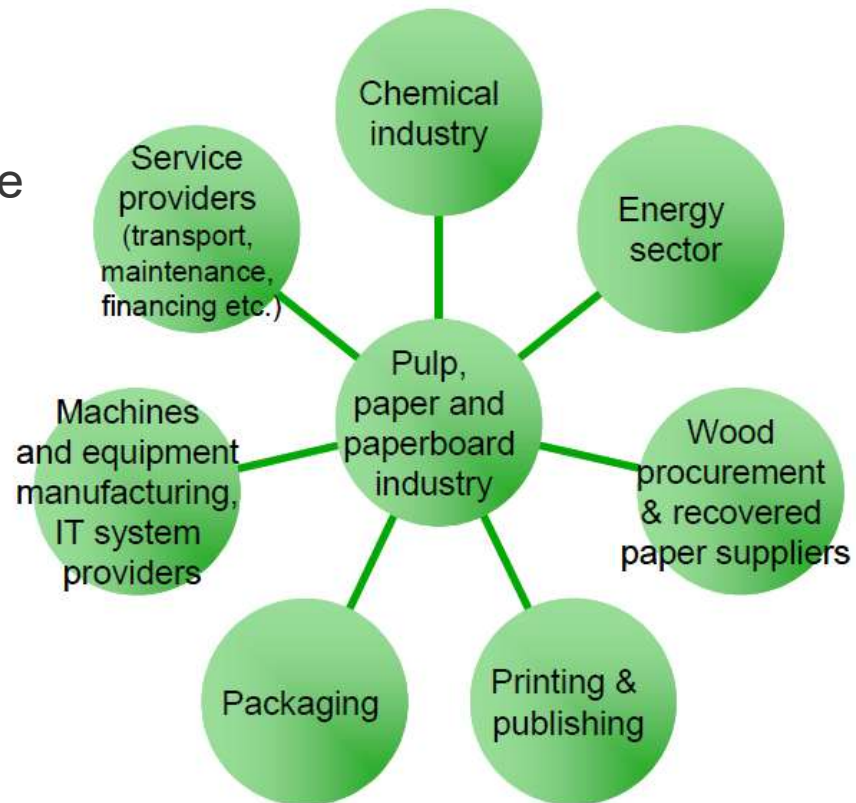 Chemical
industry
Service
providers
(transport,
maintenance,
financing etc.)
e
Energy
sector
Pulp,
paper and
paperboard
industry
Machines
and equipment
manufacturing,
IT system
providers
Wood
procurement
& recovered
paper suppliers
Packaging
Printing &
publishing